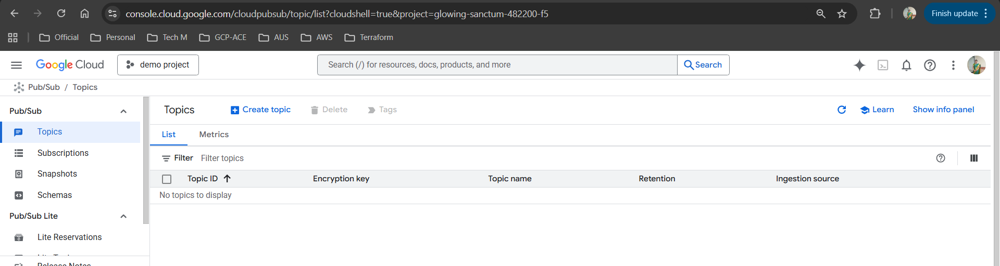 console.cloud.google.com/cloudpubsub/topic/list?cloudshell=true&project=glowing-sanctum-482200-f5
Finish update
Official Personal Tech M GCP-ACE AUS AWS Terraform
Google Cloud demo project Search (/) for resources, docs, products, and more Search
Pub/Sub / Topics
Pub/Sub
Topics
Subscriptions
Snapshots
Schemas
Pub/Sub Lite
Lite Reservations
Release Notes
Topics Create topic Delete Tags Learn Show info panel
List Metrics
Filter Filter topics
Topic ID Encryption key Topic name Retention Ingestion source
No topics to display